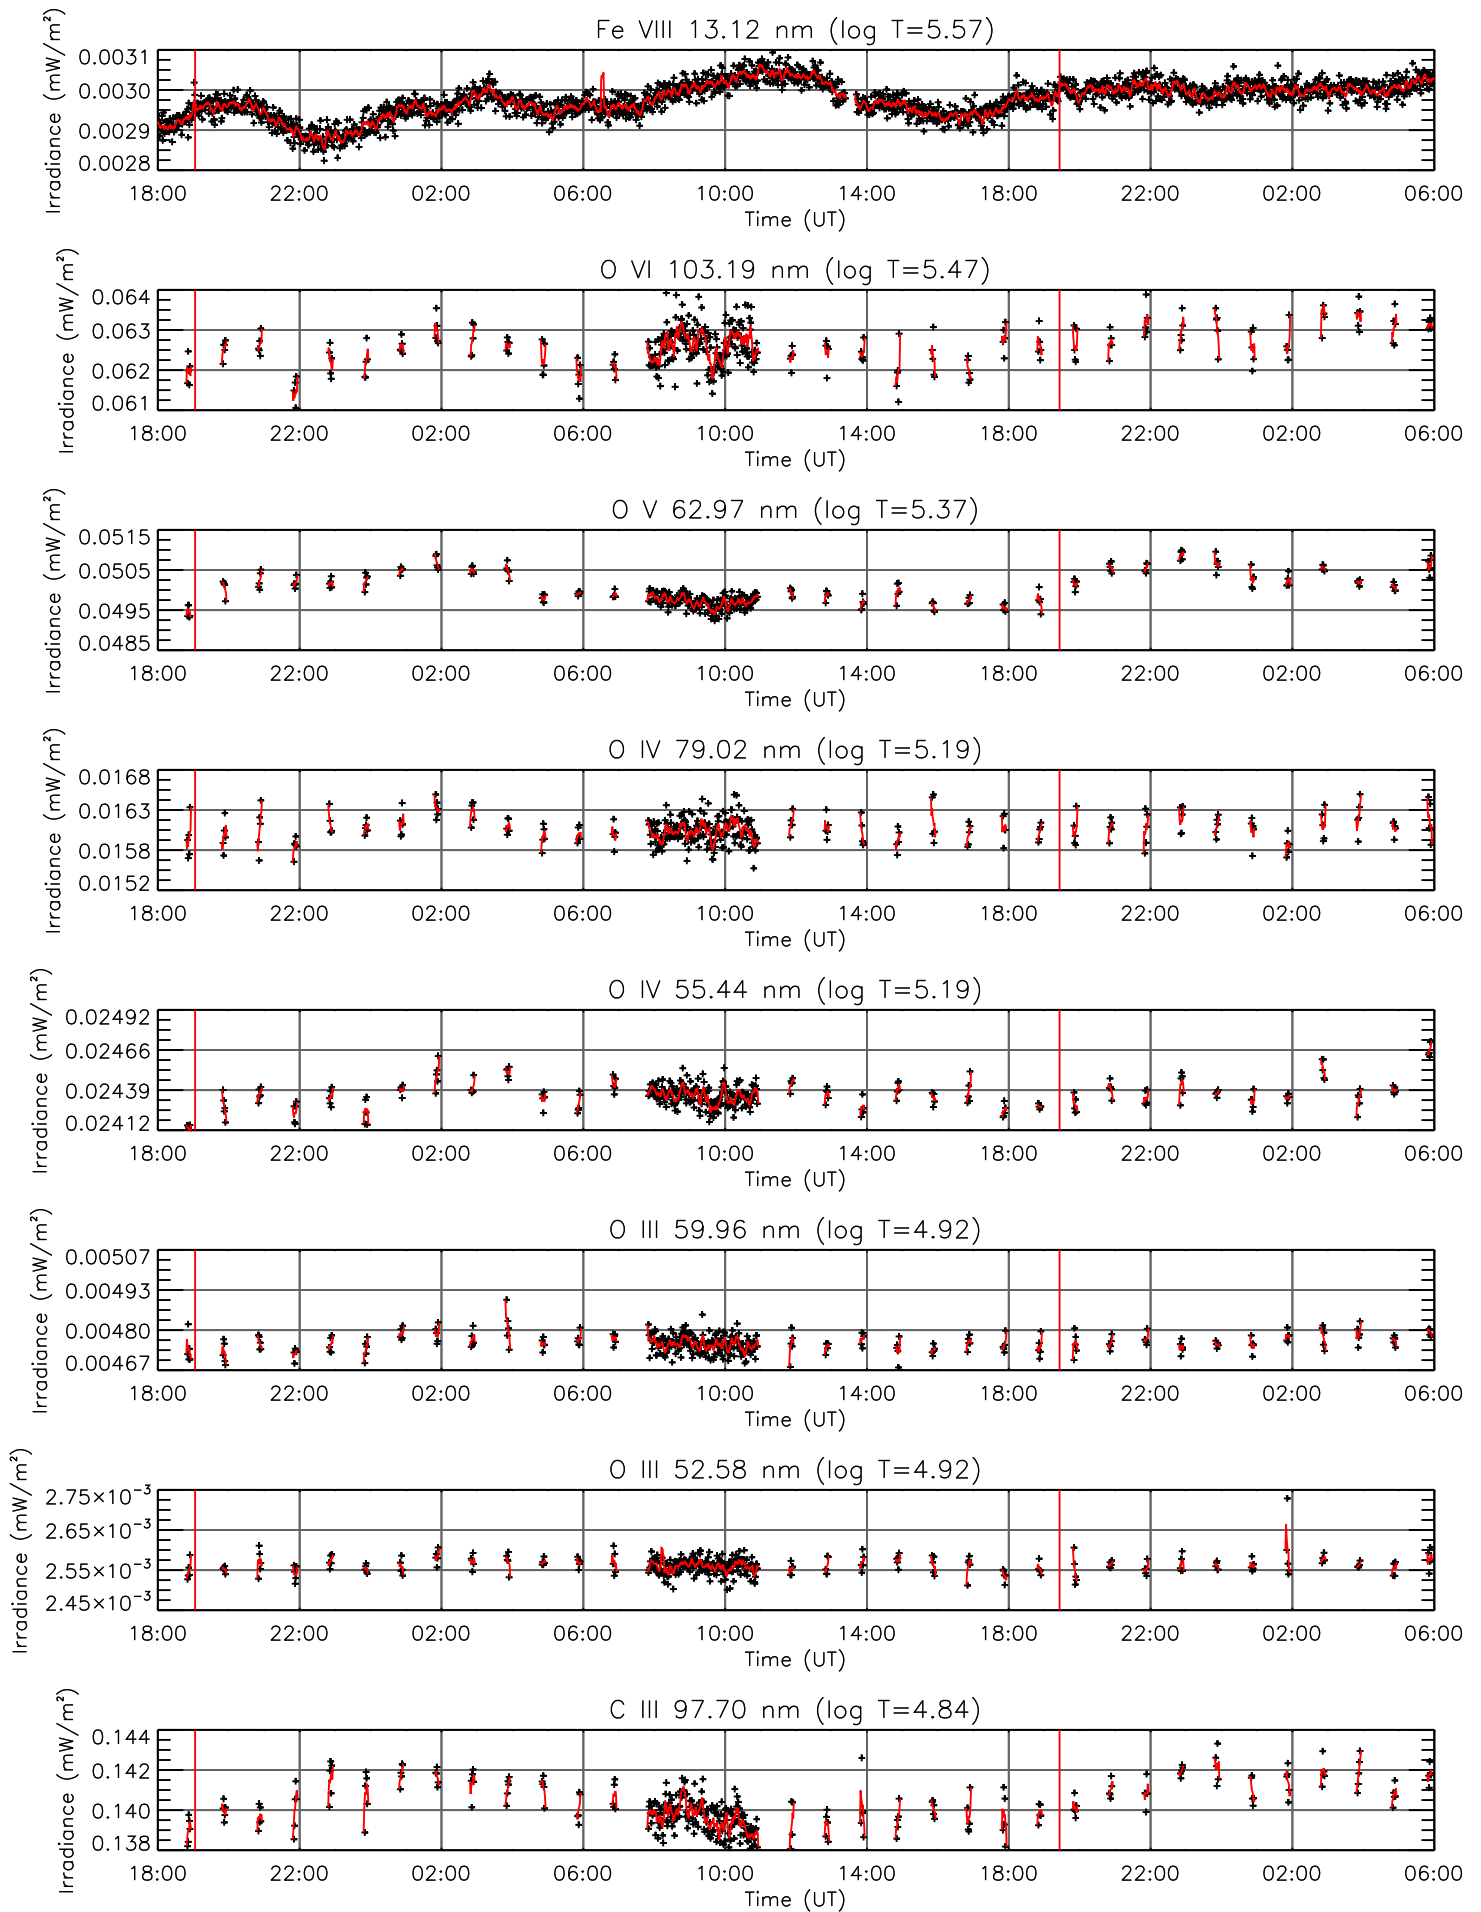 Fe VIII 13.12 nm (log T=5.57)
Irradiance (mW/m²)
0.0031
0.0030
0.0029
0.0028
18:00 22:00 02:00 06:00 10:00 14:00 18:00 22:00 02:00 06:00
Time (UT)
O VI 103.19 nm (log T=5.47)
Irradiance (mW/m²)
0.064
0.063
0.062
0.061
18:00 22:00 02:00 06:00 10:00 14:00 18:00 22:00 02:00 06:00
Time (UT)
O V 62.97 nm (log T=5.37)
Irradiance (mW/m²)
0.0515
0.0505
0.0495
0.0485
18:00 22:00 02:00 06:00 10:00 14:00 18:00 22:00 02:00 06:00
Time (UT)
O IV 79.02 nm (log T=5.19)
Irradiance (mW/m²)
0.0168
0.0163
0.0158
0.0152
18:00 22:00 02:00 06:00 10:00 14:00 18:00 22:00 02:00 06:00
Time (UT)
O IV 55.44 nm (log T=5.19)
Irradiance (mW/m²)
0.02492
0.02466
0.02439
0.02412
18:00 22:00 02:00 06:00 10:00 14:00 18:00 22:00 02:00 06:00
Time (UT)
O III 59.96 nm (log T=4.92)
Irradiance (mW/m²)
0.00507
0.00493
0.00480
0.00467
18:00 22:00 02:00 06:00 10:00 14:00 18:00 22:00 02:00 06:00
Time (UT)
O III 52.58 nm (log T=4.92)
Irradiance (mW/m²)
2.75×10⁻³
2.65×10⁻³
2.55×10⁻³
2.45×10⁻³
18:00 22:00 02:00 06:00 10:00 14:00 18:00 22:00 02:00 06:00
Time (UT)
C III 97.70 nm (log T=4.84)
Irradiance (mW/m²)
0.144
0.142
0.140
0.138
18:00 22:00 02:00 06:00 10:00 14:00 18:00 22:00 02:00 06:00
Time (UT)